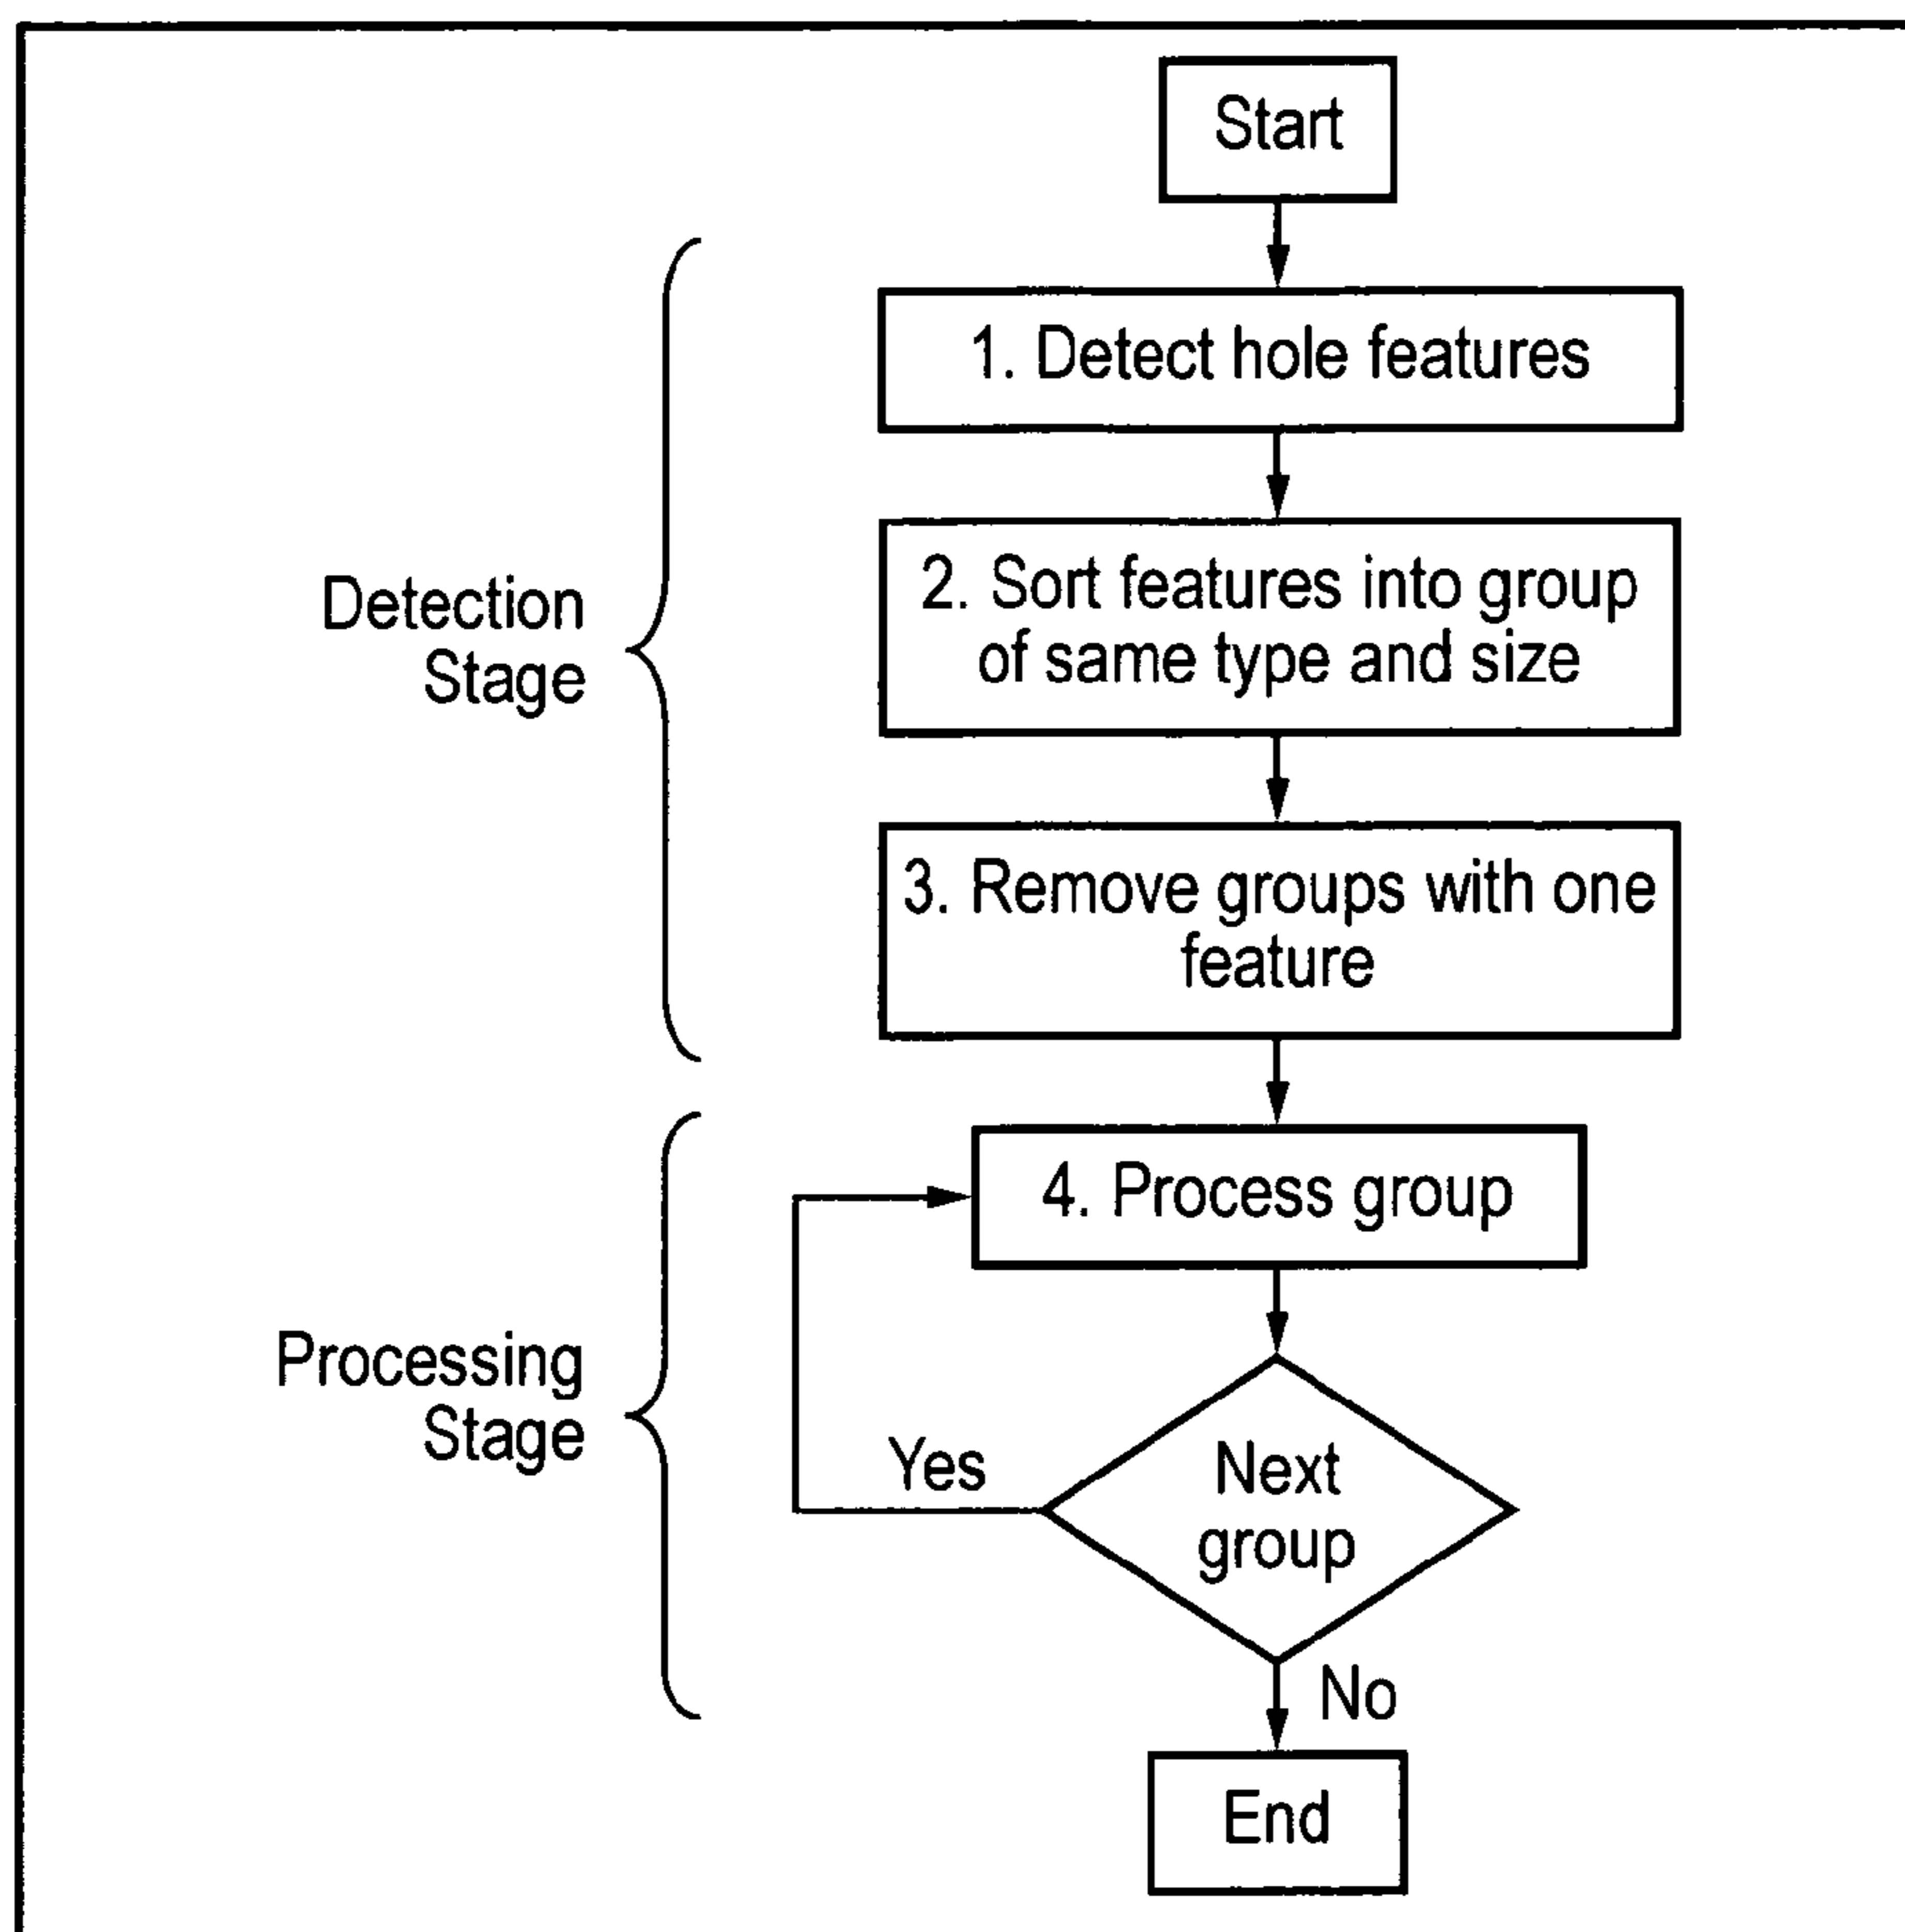 Start
1. Detect hole features
2. Sort features into group
of same type and size
3. Remove groups with one
feature
Detection
Stage
4. Process group
Processing
Stage
Yes
Next
group
No
End